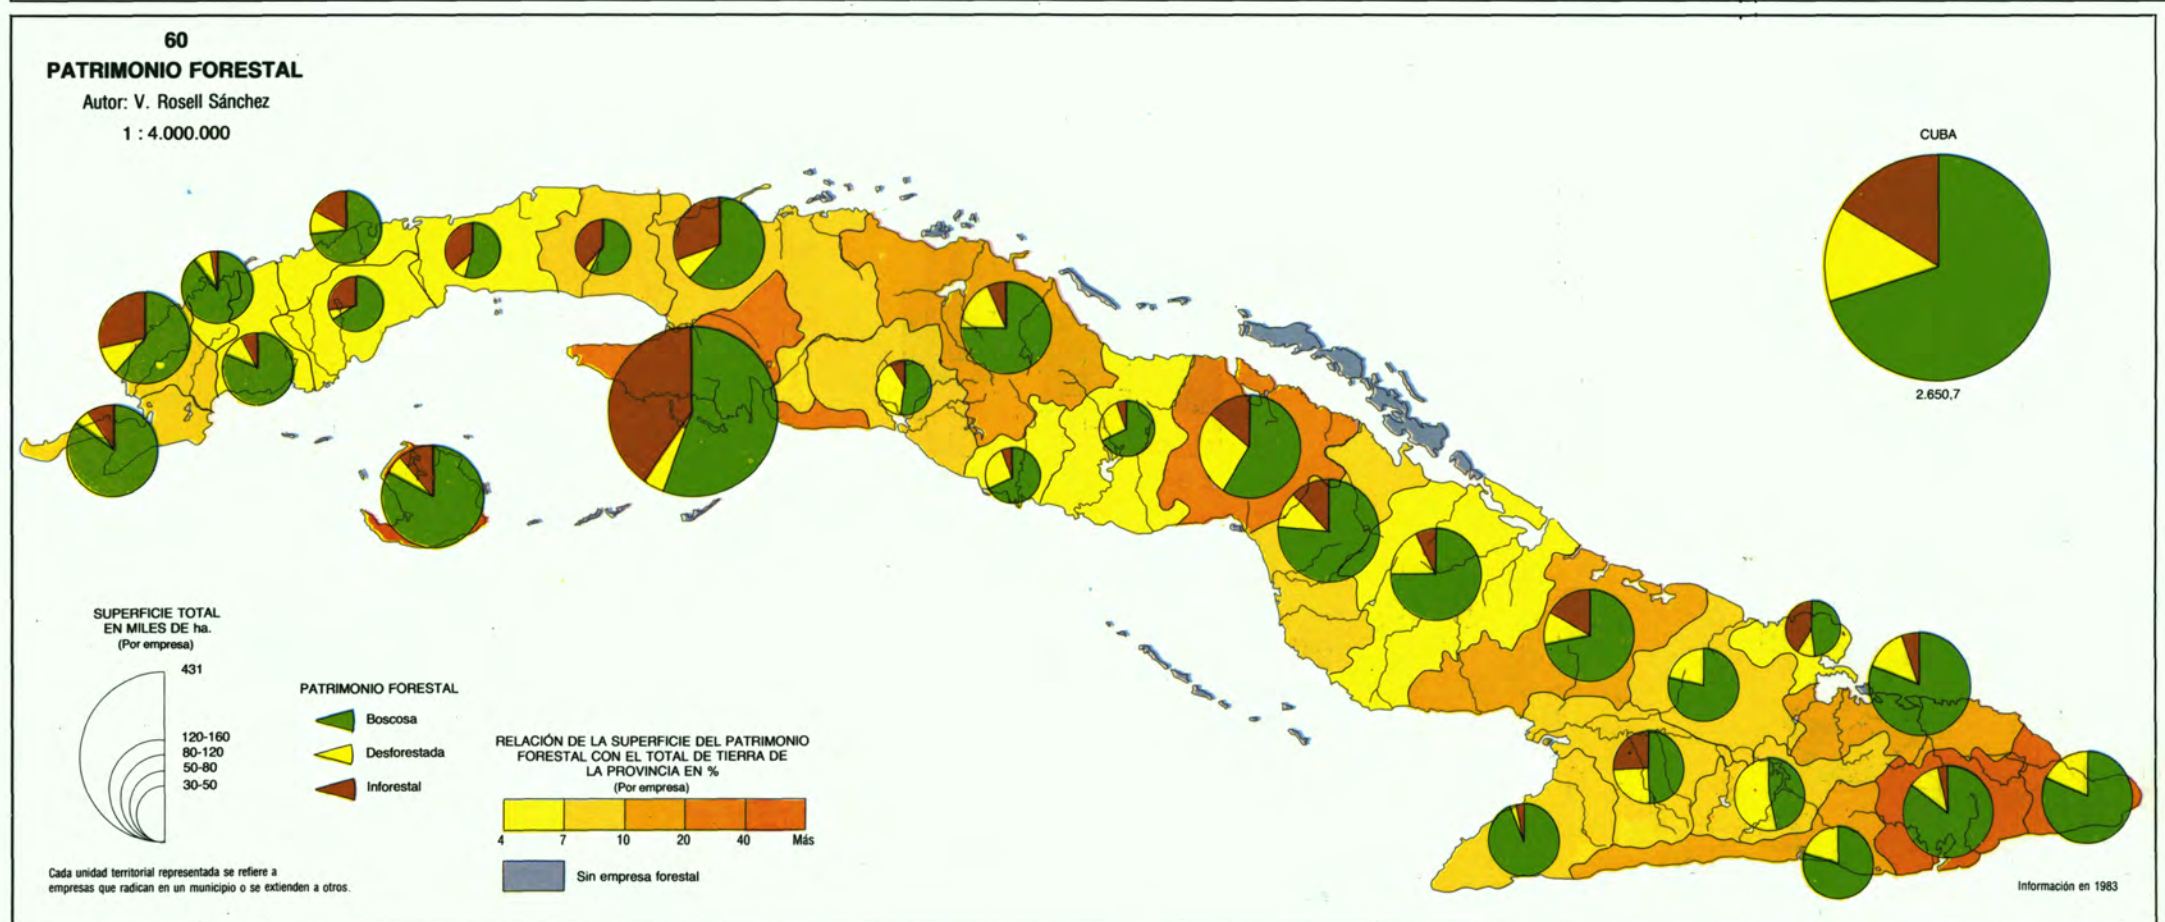 60
PATRIMONIO FORESTAL
Autor: V. Rosell Sánchez
1 : 4.000.000
CUBA
2.650,7
SUPERFICIE TOTAL
EN MILES DE ha.
(Por empresa)
431
120-160
80-120
50-80
30-50
PATRIMONIO FORESTAL
Boscosa
Desforestada
Inforestal
RELACIÓN DE LA SUPERFICIE DEL PATRIMONIO
FORESTAL CON EL TOTAL DE TIERRA DE
LA PROVINCIA EN %
(Por empresa)
4 7 10 20 40 Más
Sin empresa forestal
Cada unidad territorial representada se refiere a
empresas que radican en un municipio o se extienden a otros.
Información en 1983